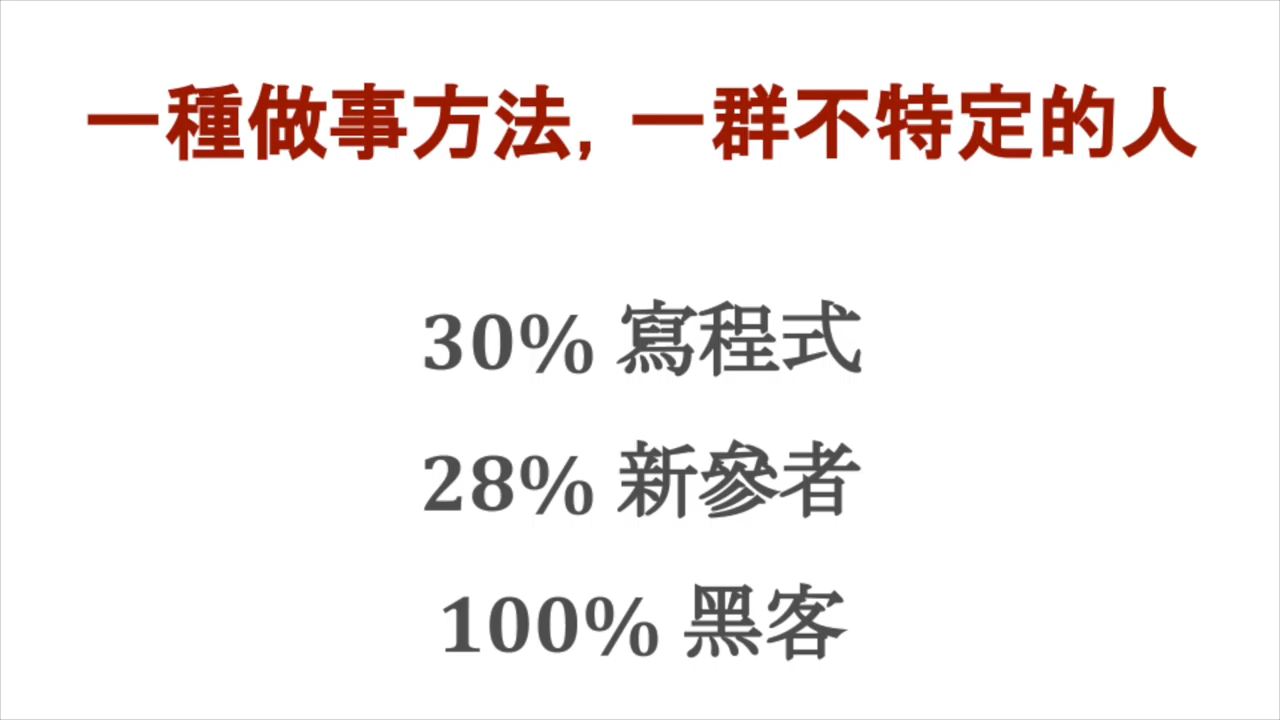 一種做事方法, 一群不特定的人
30% 寫程式
28% 新參者
100% 黑客